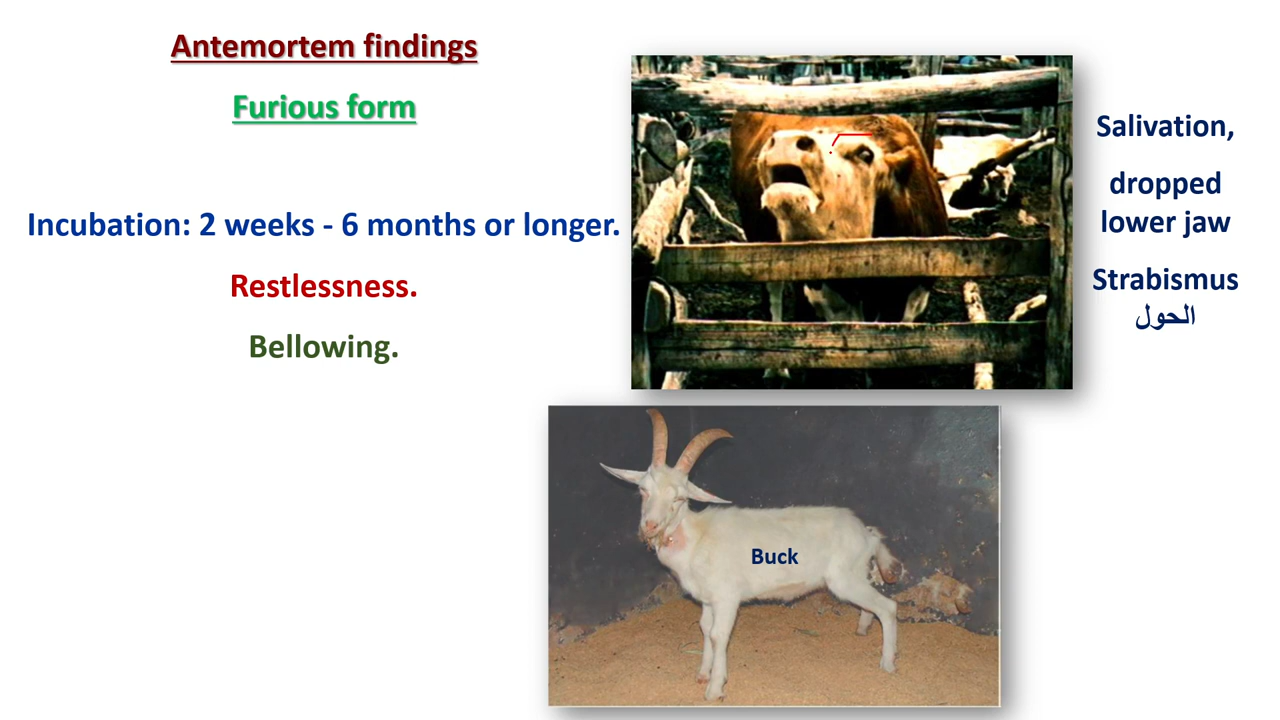 Antemortem findings
Furious form
Incubation: 2 weeks - 6 months or longer.
Restlessness.
Bellowing.
Salivation,
dropped
lower jaw
Strabismus
الحول
Buck